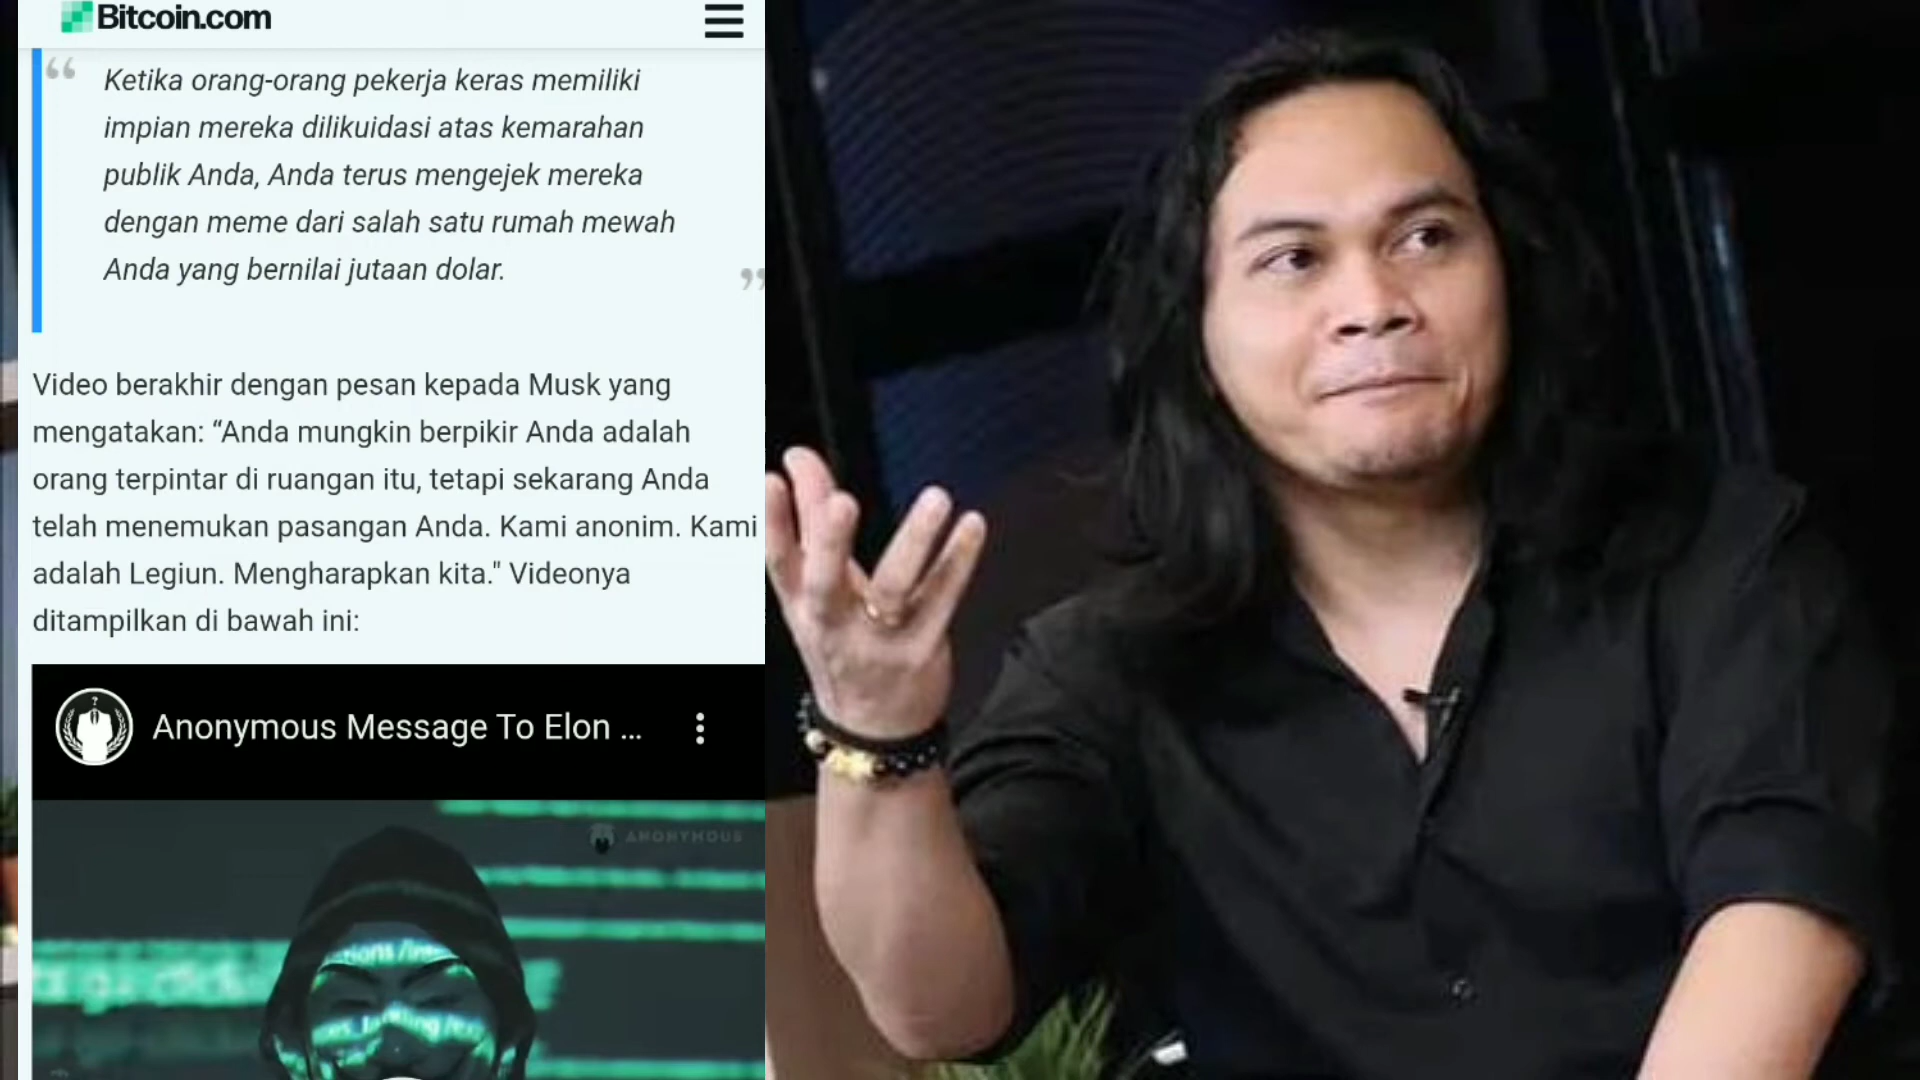 Bitcoin.com
“
Ketika orang-orang pekerja keras memiliki
impian mereka dilikuidasi atas kemarahan
publik Anda, Anda terus mengejek mereka
dengan meme dari salah satu rumah mewah
Anda yang bernilai jutaan dolar.
”
Video berakhir dengan pesan kepada Musk yang
mengatakan: “Anda mungkin berpikir Anda adalah
orang terpintar di ruangan itu, tetapi sekarang Anda
telah menemukan pasangan Anda. Kami anonim. Kami
adalah Legiun. Mengharapkan kita." Videonya
ditampilkan di bawah ini:
Anonymous Message To Elon ...
ANONYMOUS